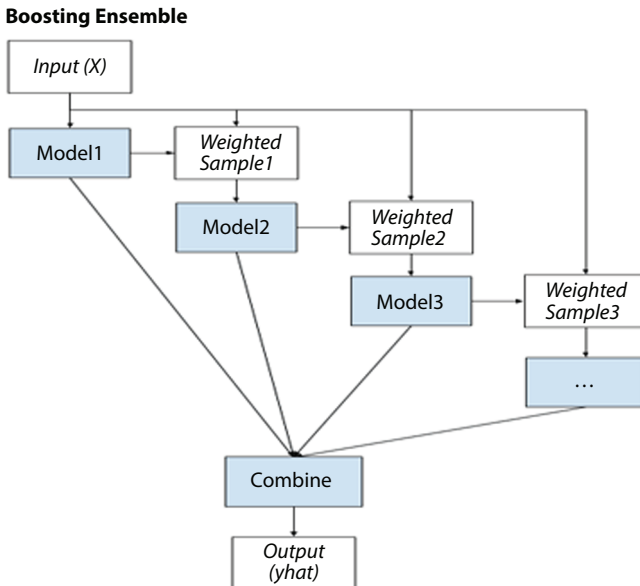 Boosting Ensemble
Input (X)
Model1
Weighted
Sample1
Model2
Weighted
Sample2
Model3
Weighted
Sample3
...
Combine
Output
(yhat)